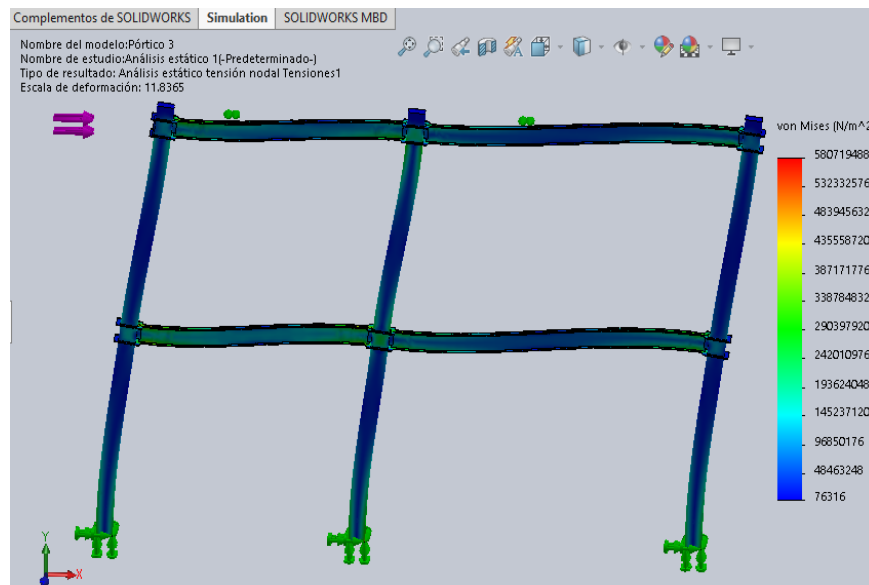 Complementos de SOLIDWORKS Simulation SOLIDWORKS MBD
Nombre del modelo:Pórtico 3
Nombre de estudio:Análisis estático 1(-Predeterminado-)
Tipo de resultado: Análisis estático tensión nodal Tensiones1
Escala de deformación: 11.8365
von Mises (N/m^2
580719488
532332576
483945632
435558720
387171776
338784832
290397920
242010976
193624048
145237120
96850176
48463248
76316
Y
X